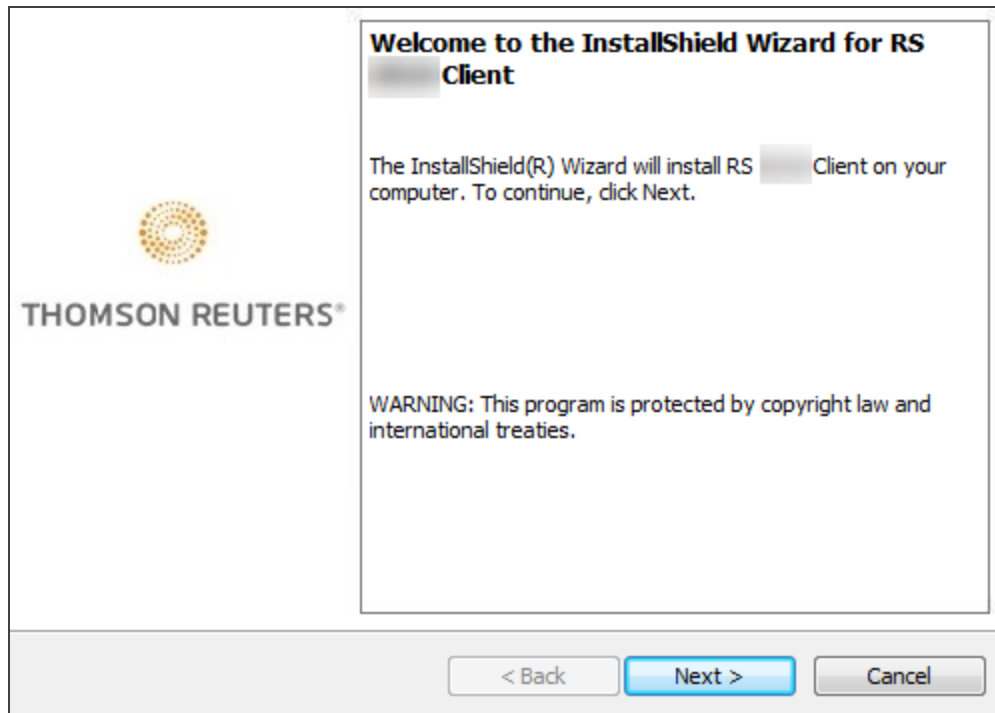 Welcome to the InstallShield Wizard for RS
Client
The InstallShield(R) Wizard will install RS Client on your
computer. To continue, click Next.
THOMSON REUTERS®
WARNING: This program is protected by copyright law and
international treaties.
< Back
Next >
Cancel